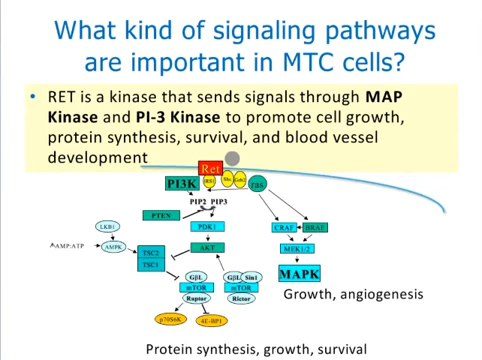 What kind of signaling pathways
are important in MTC cells?
• RET is a kinase that sends signals through MAP
Kinase and PI-3 Kinase to promote cell growth,
protein synthesis, survival, and blood vessel
development
Ret
PI3K
ras
PIP2 PIP3
PTEN
LKB1
PDK1
CRAF
BRAF
^AMP:ATP
AMPK
TSC2
AKT
MEK1/2
TSC1
MAPK
GβL
GβL
Sin1
mTOR
mTOR
Raptor
Rictor
Growth, angiogenesis
p70S6K
4E-BP1
Protein synthesis, growth, survival